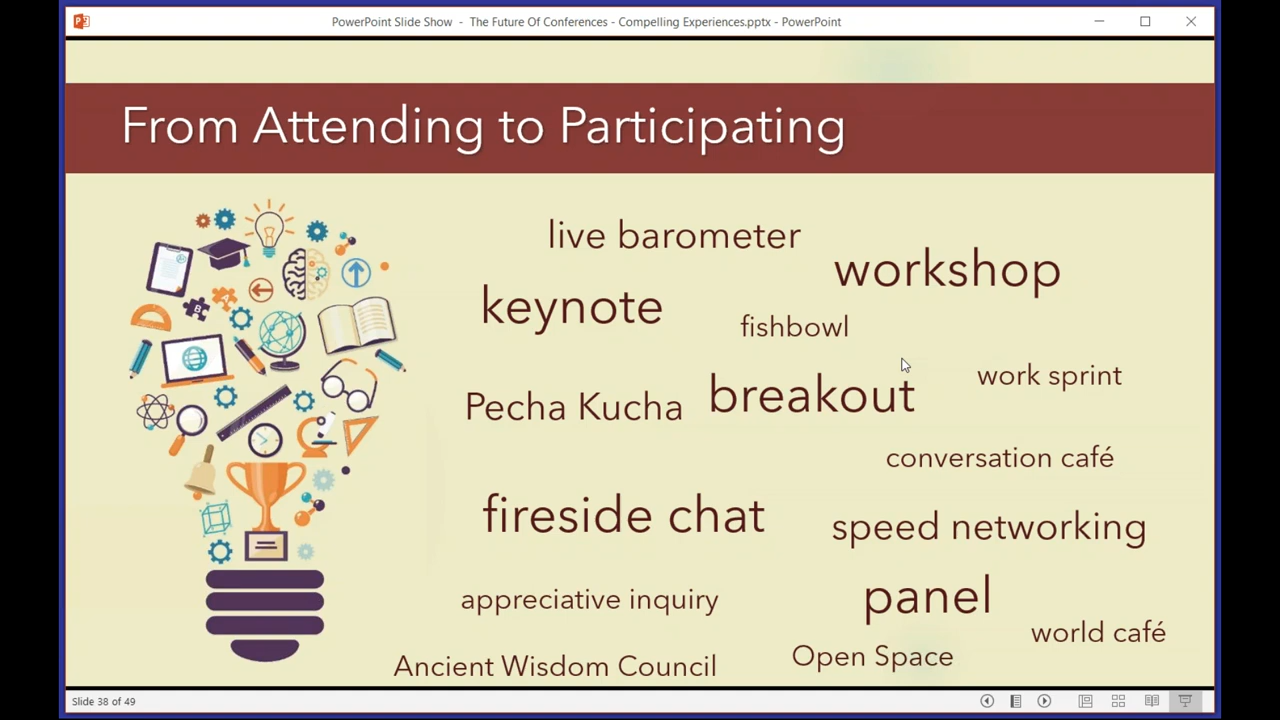 PowerPoint Slide Show - The Future Of Conferences - Compelling Experiences.pptx - PowerPoint
From Attending to Participating
live barometer
workshop
keynote
fishbowl
work sprint
Pecha Kucha
breakout
conversation café
fireside chat
speed networking
appreciative inquiry
panel
world café
Open Space
Ancient Wisdom Council
Slide 38 of 49